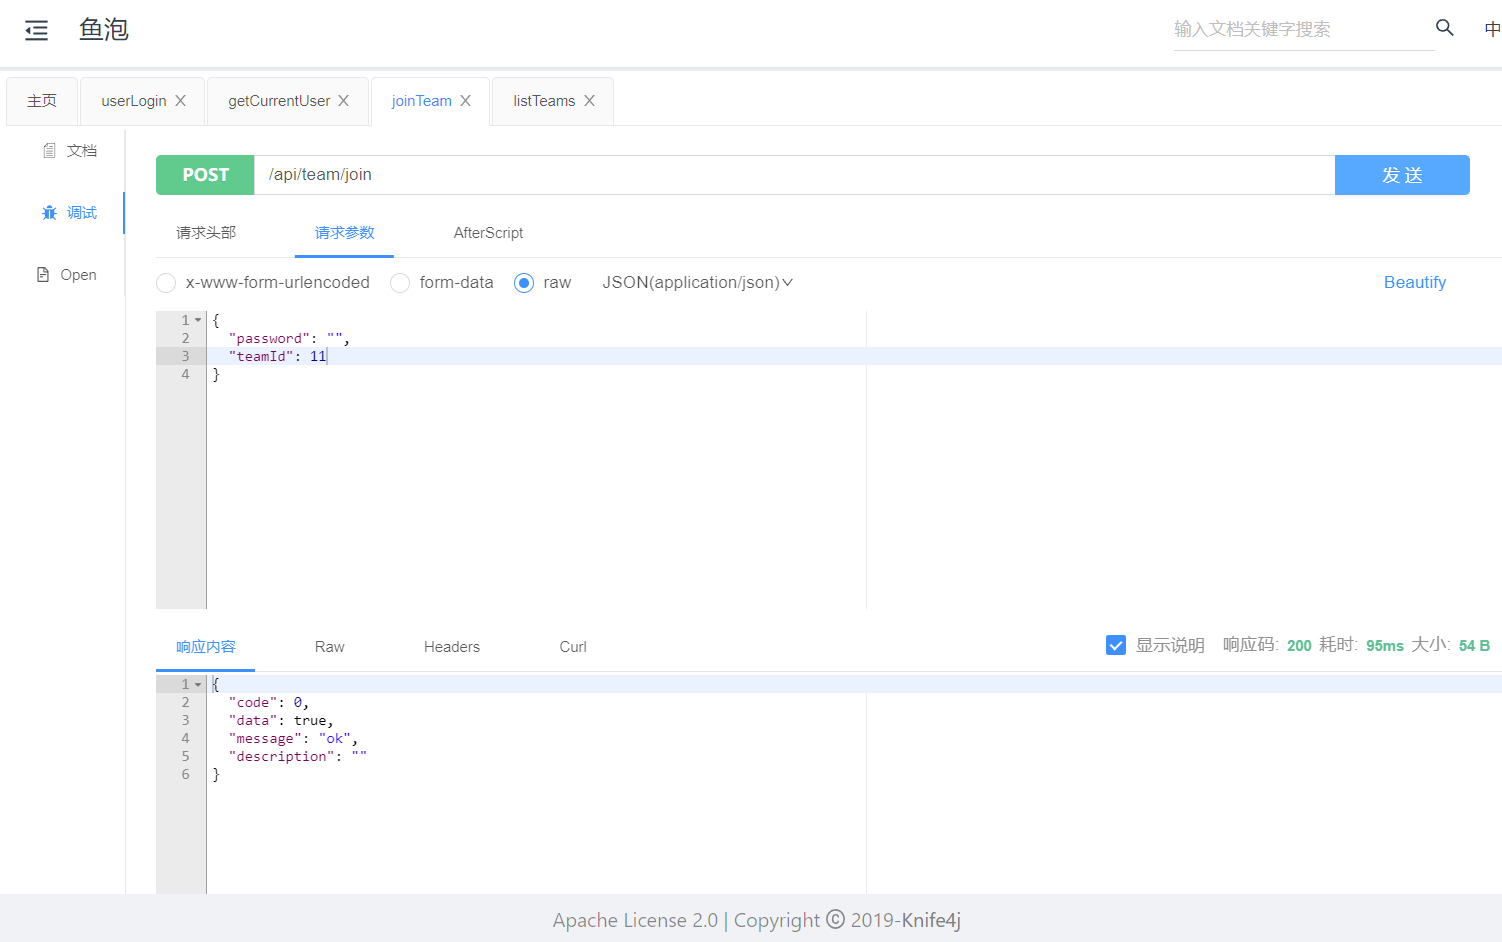 鱼泡
输入文档关键字搜索
中
主页
userLogin
getCurrentUser
joinTeam
listTeams
文档
调试
Open
POST
/api/team/join
发 送
请求头部
请求参数
AfterScript
x-www-form-urlencoded
form-data
raw
JSON(application/json)
Beautify
1 {
2 "password": "",
3 "teamId": 11
4 }
响应内容
Raw
Headers
Curl
显示说明
响应码: 200 耗时: 95ms 大小: 54 B
1 {
2 "code": 0,
3 "data": true,
4 "message": "ok",
5 "description": ""
6 }
Apache License 2.0 | Copyright © 2019-Knife4j